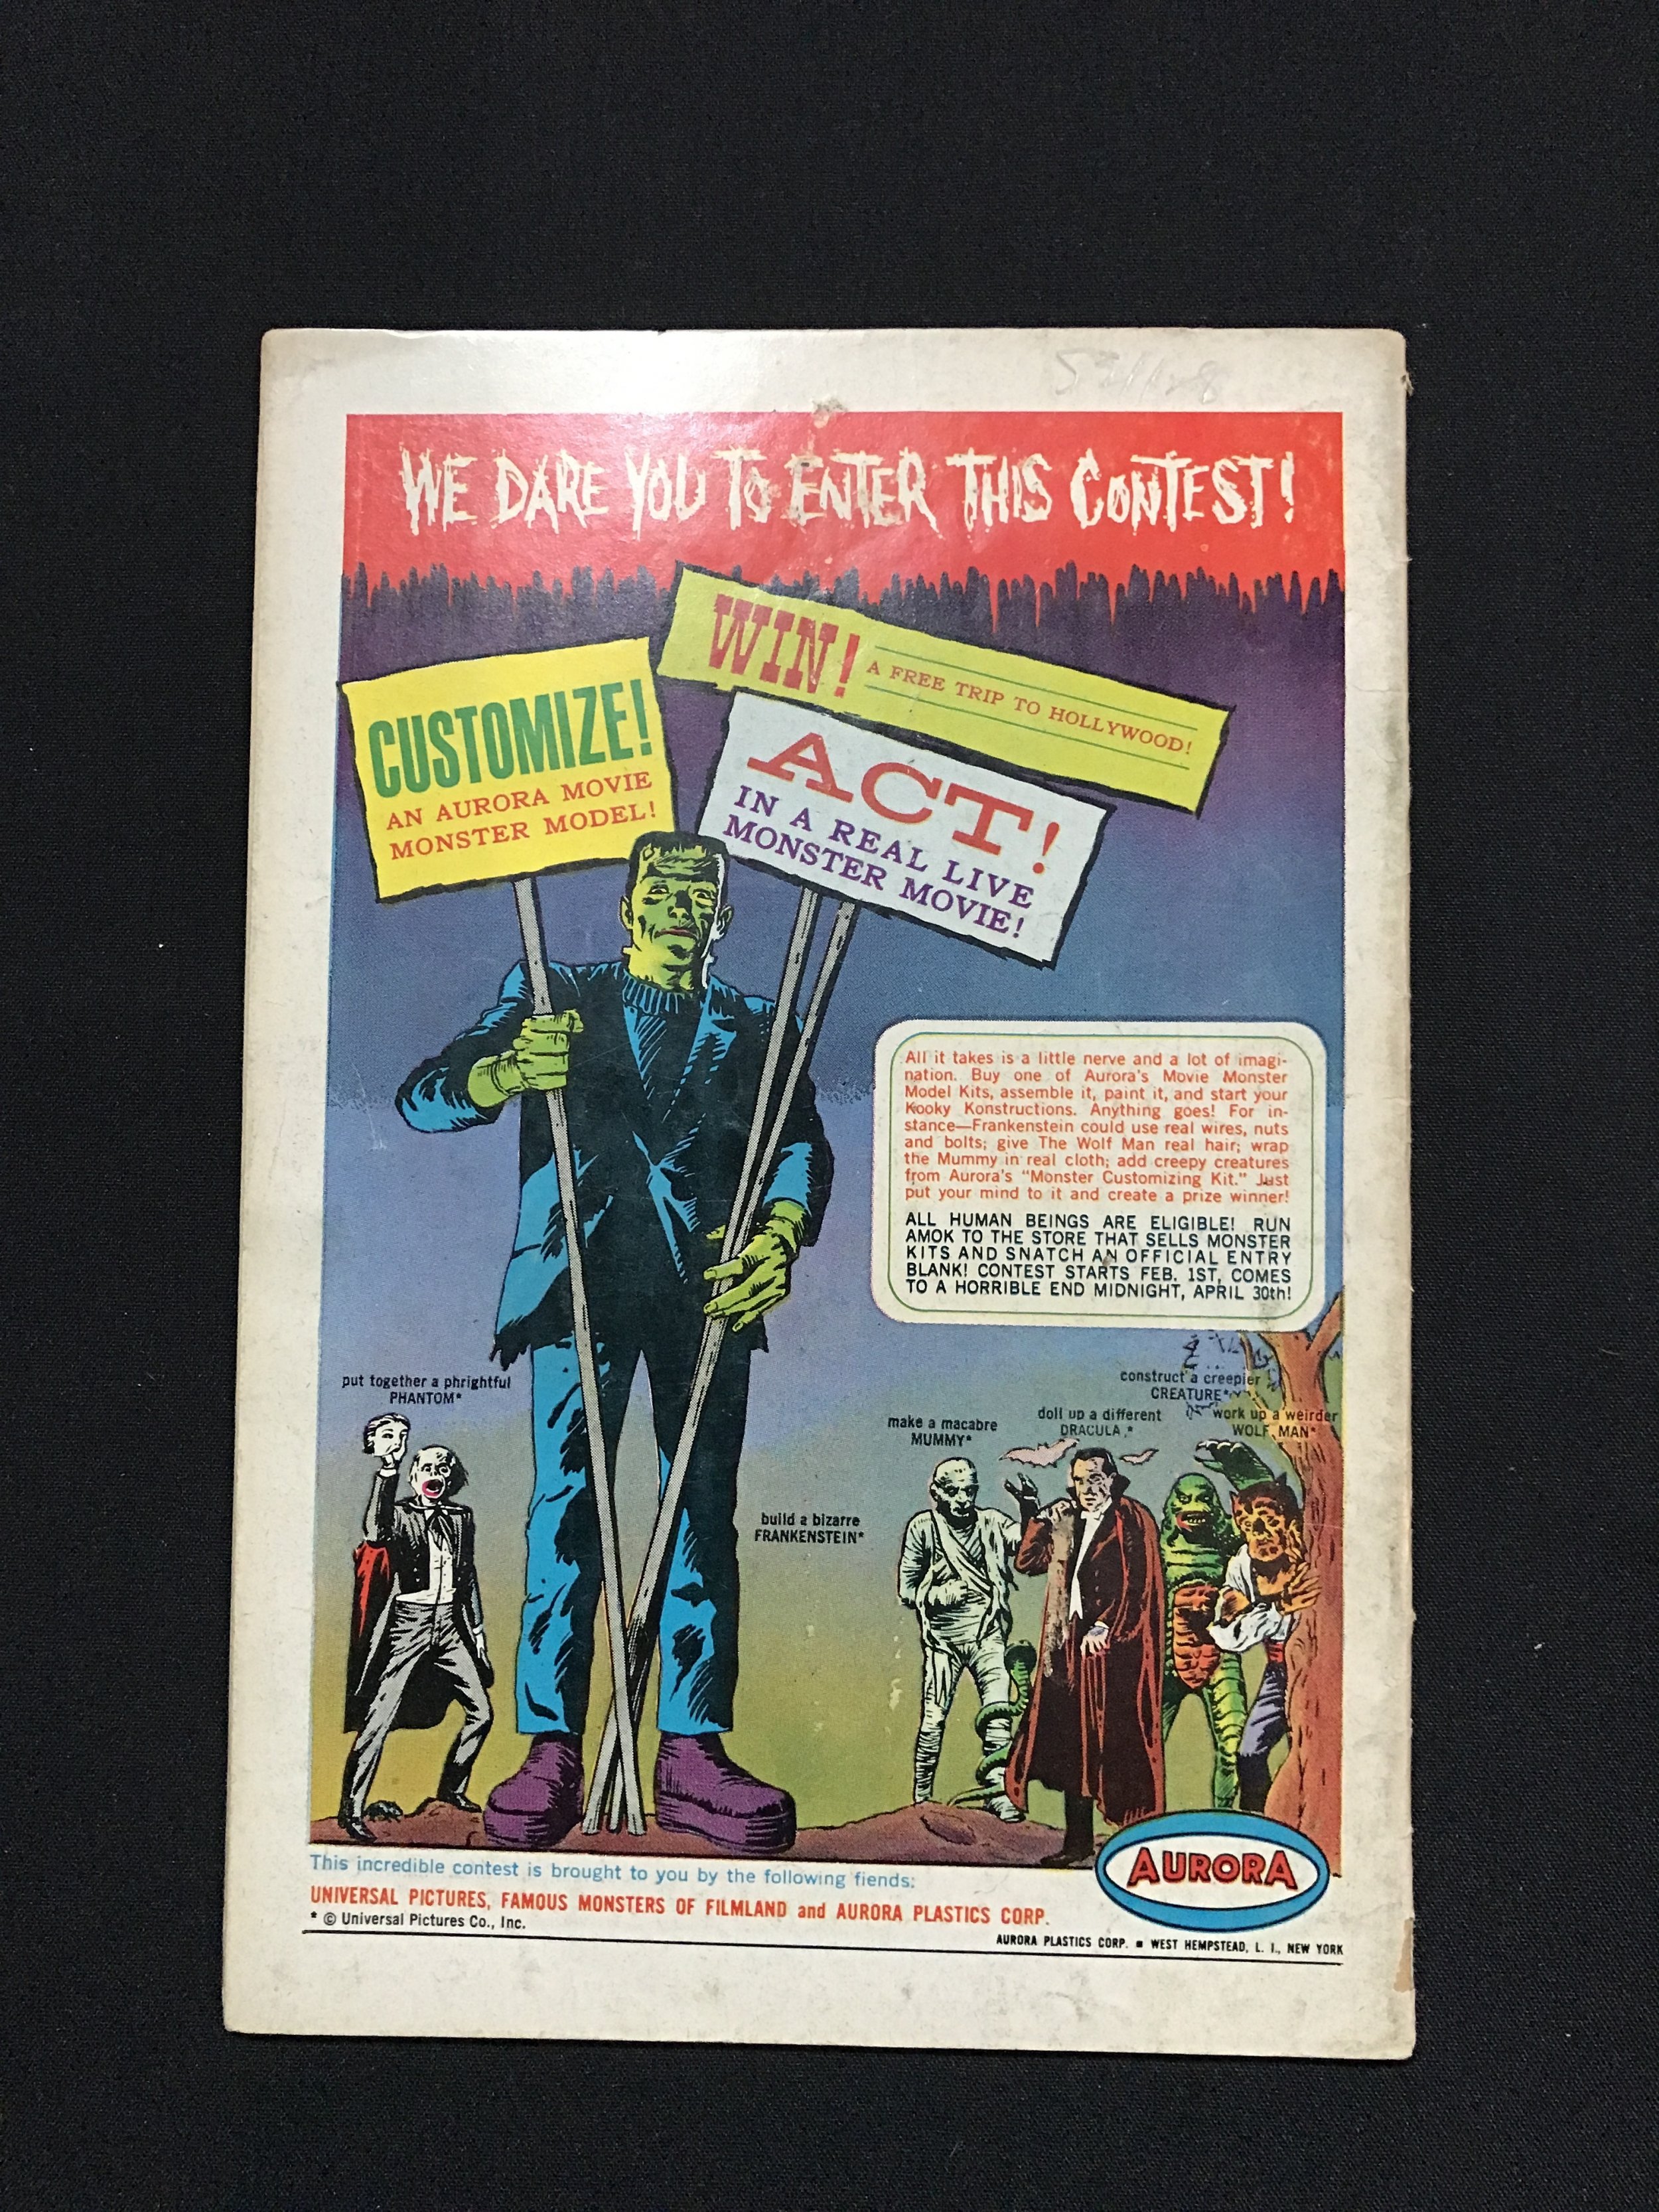 WE DARE YOU TO ENTER THIS CONTEST!
WIN! A FREE TRIP TO HOLLYWOOD!
CUSTOMIZE!
AN AURORA MOVIE
MONSTER MODEL!
ACT!
IN A REAL LIVE
MONSTER MOVIE!
All it takes is a little nerve and a lot of imagi-
nation. Buy one of Aurora's Movie Monster
Model Kits, assemble it, paint it, and start your
Kooky Konstructions. Anything goes! For in-
stance—Frankenstein could use real wires, nuts
and bolts; give The Wolf Man real hair; wrap
the Mummy in real cloth; add creepy creatures
from Aurora's "Monster Customizing Kit." Just
put your mind to it and create a prize winner!
ALL HUMAN BEINGS ARE ELIGIBLE! RUN
AMOK TO THE STORE THAT SELLS MONSTER
KITS AND SNATCH AN OFFICIAL ENTRY
BLANK! CONTEST STARTS FEB. 1ST, COMES
TO A HORRIBLE END MIDNIGHT, APRIL 30th!
put together a phrightful
PHANTOM*
build a bizarre
FRANKENSTEIN*
make a macabre
MUMMY*
doll up a different
DRACULA*
construct a creepier
CREATURE*
work up a weirder
WOLF MAN*
AURORA
This incredible contest is brought to you by the following fiends:
UNIVERSAL PICTURES, FAMOUS MONSTERS OF FILMLAND and AURORA PLASTICS CORP.
* © Universal Pictures Co., Inc.
AURORA PLASTICS CORP. ■ WEST HEMPSTEAD, L. I., NEW YORK